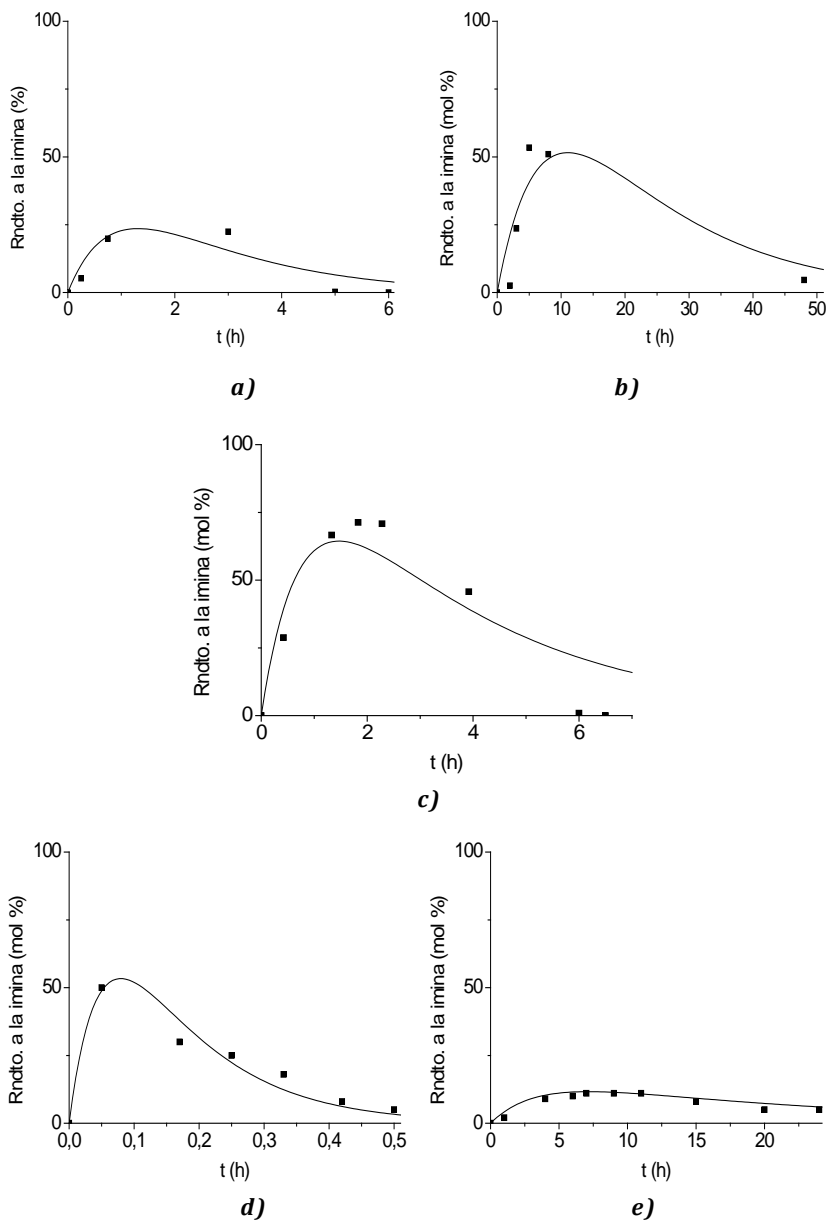 100
50
0
Rndto. a la imina (%)
0 2 4 6
t (h)
a)
100
50
0
Rndto. a la imina (mol %)
0 10 20 30 40 50
t (h)
b)
100
50
0
Rndto. a la imina (mol %)
0 2 4 6
t (h)
c)
100
50
0
Rndto. a la imina (mol %)
0,0 0,1 0,2 0,3 0,4 0,5
t (h)
d)
100
50
0
Rndto. a la imina (mol %)
0 5 10 15 20
t (h)
e)